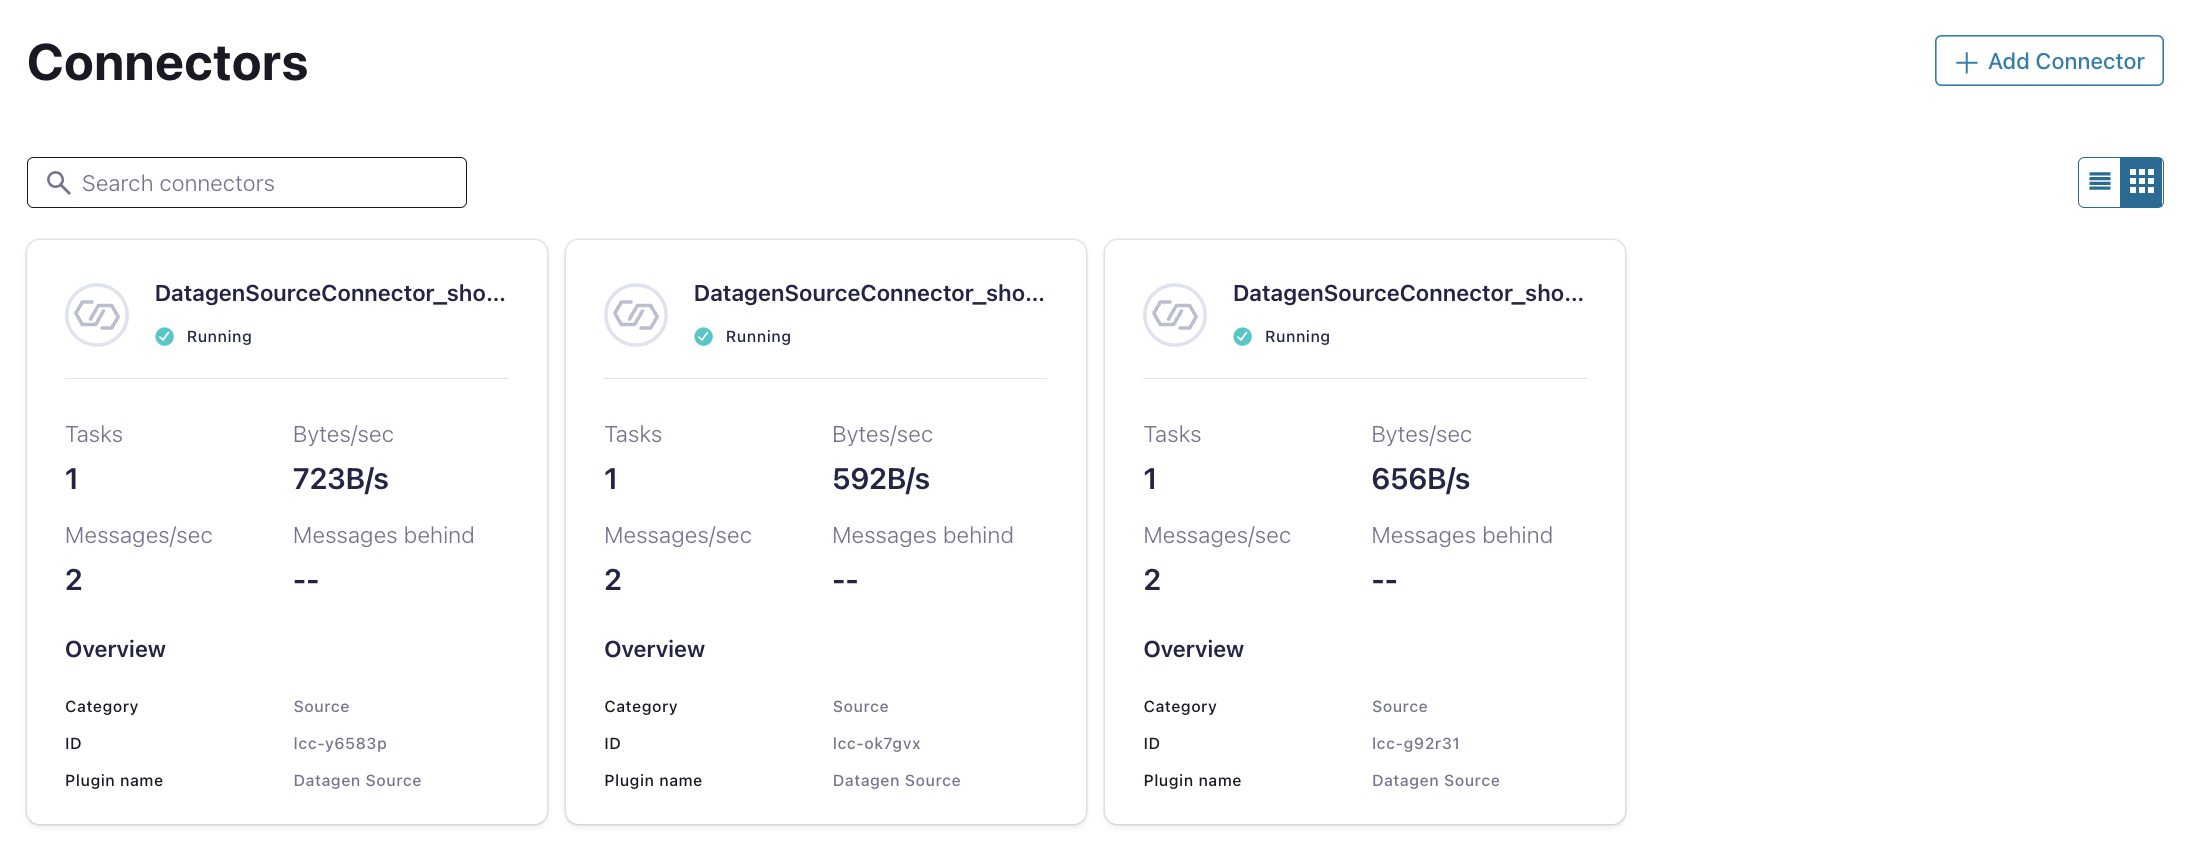 Connectors
Add Connector
Search connectors
DatagenSourceConnector_sho...
Running
Tasks
Bytes/sec
1
723B/s
Messages/sec
Messages behind
2
--
Overview
Category
Source
ID
lcc-y6583p
Plugin name
Datagen Source
DatagenSourceConnector_sho...
Running
Tasks
Bytes/sec
1
592B/s
Messages/sec
Messages behind
2
--
Overview
Category
Source
ID
lcc-ok7gvx
Plugin name
Datagen Source
DatagenSourceConnector_sho...
Running
Tasks
Bytes/sec
1
656B/s
Messages/sec
Messages behind
2
--
Overview
Category
Source
ID
lcc-g92r31
Plugin name
Datagen Source